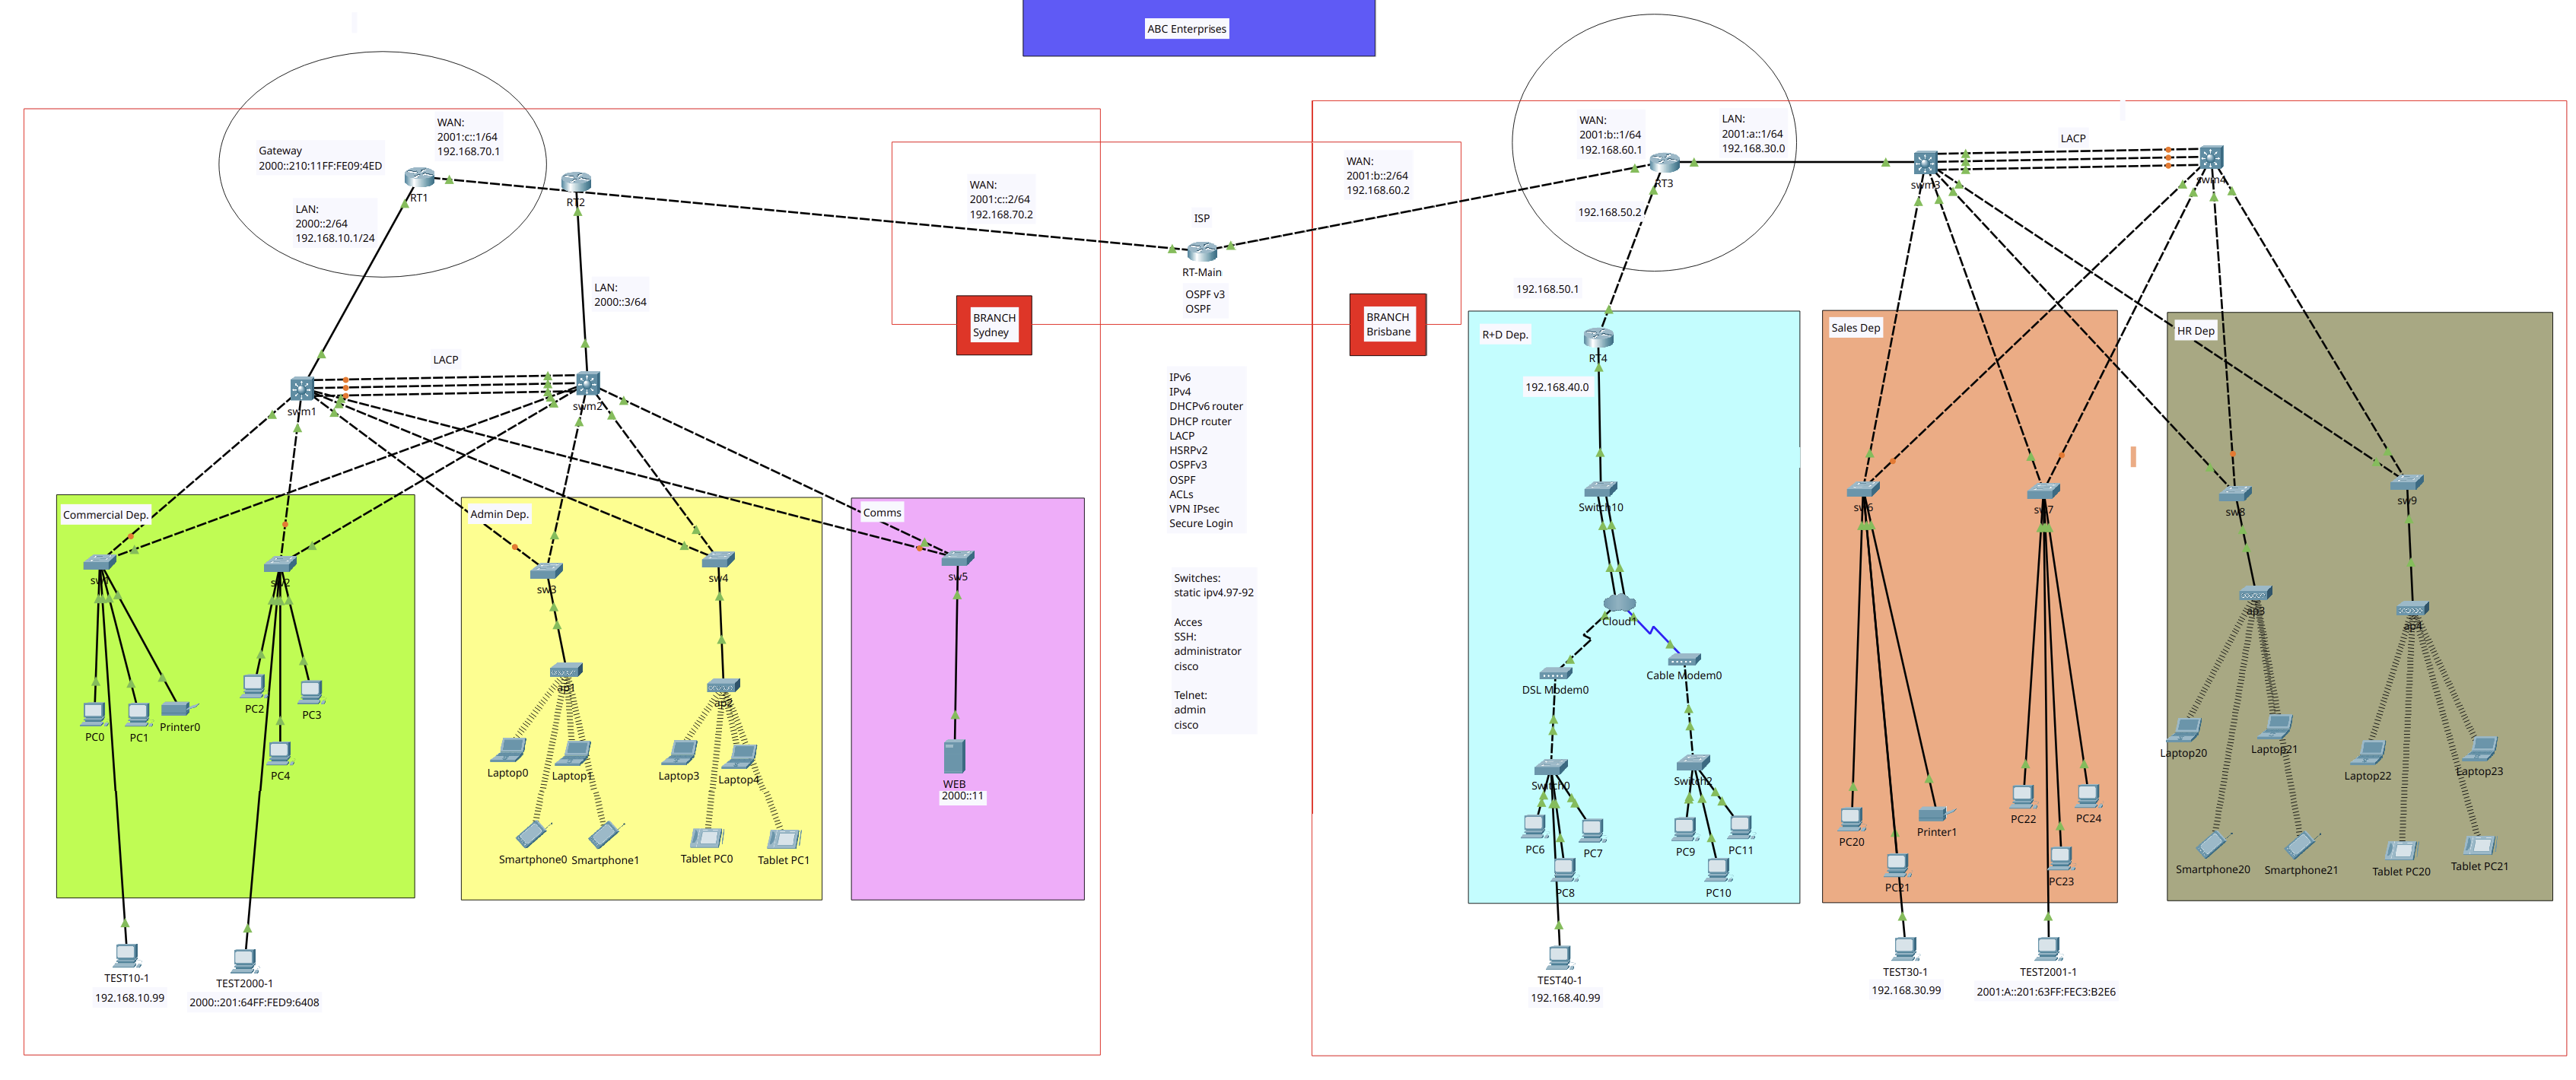 ABC Enterprises
WAN:
2001:c::1/64
192.168.70.1
Gateway
2000::210:11FF:FE09:4ED
RT1
RT2
LAN:
2000::2/64
192.168.10.1/24
LAN:
2000::3/64
LACP
swm1
swm2
WAN:
2001:c::2/64
192.168.70.2
ISP
RT-Main
OSPF v3
OSPF
WAN:
2001:b::2/64
192.168.60.2
BRANCH
Sydney
BRANCH
Brisbane
WAN:
2001:b::1/64
192.168.60.1
LAN:
2001:a::1/64
192.168.30.0
RT3
192.168.50.2
192.168.50.1
LACP
swm3
swm4
IPv6
IPv4
DHCPv6 router
DHCP router
LACP
HSRPv2
OSPFv3
OSPF
ACLs
VPN IPsec
Secure Login
Switches:
static ipv4.97-92
Acces
SSH:
administrator
cisco
Telnet:
admin
cisco
Commercial Dep.
sw1
sw2
PC0
PC1
Printer0
PC2
PC3
PC4
TEST10-1
192.168.10.99
TEST2000-1
2000::201:64FF:FED9:6408
Admin Dep.
sw3
sw4
ap1
ap2
Laptop0
Laptop1
Laptop3
Laptop4
Smartphone0
Smartphone1
Tablet PC0
Tablet PC1
Comms
sw5
WEB
2000::11
R+D Dep.
RT4
192.168.40.0
Switch10
Cloud1
DSL Modem0
Cable Modem0
Switch0
Switch2
PC6
PC7
PC8
PC9
PC11
PC10
TEST40-1
192.168.40.99
Sales Dep
sw6
sw7
PC20
Printer1
PC21
PC22
PC24
PC23
TEST30-1
192.168.30.99
TEST2001-1
2001:A::201:63FF:FEC3:B2E6
HR Dep
sw8
sw9
ap3
ap4
Laptop20
Laptop21
Laptop22
Laptop23
Smartphone20
Smartphone21
Tablet PC20
Tablet PC21